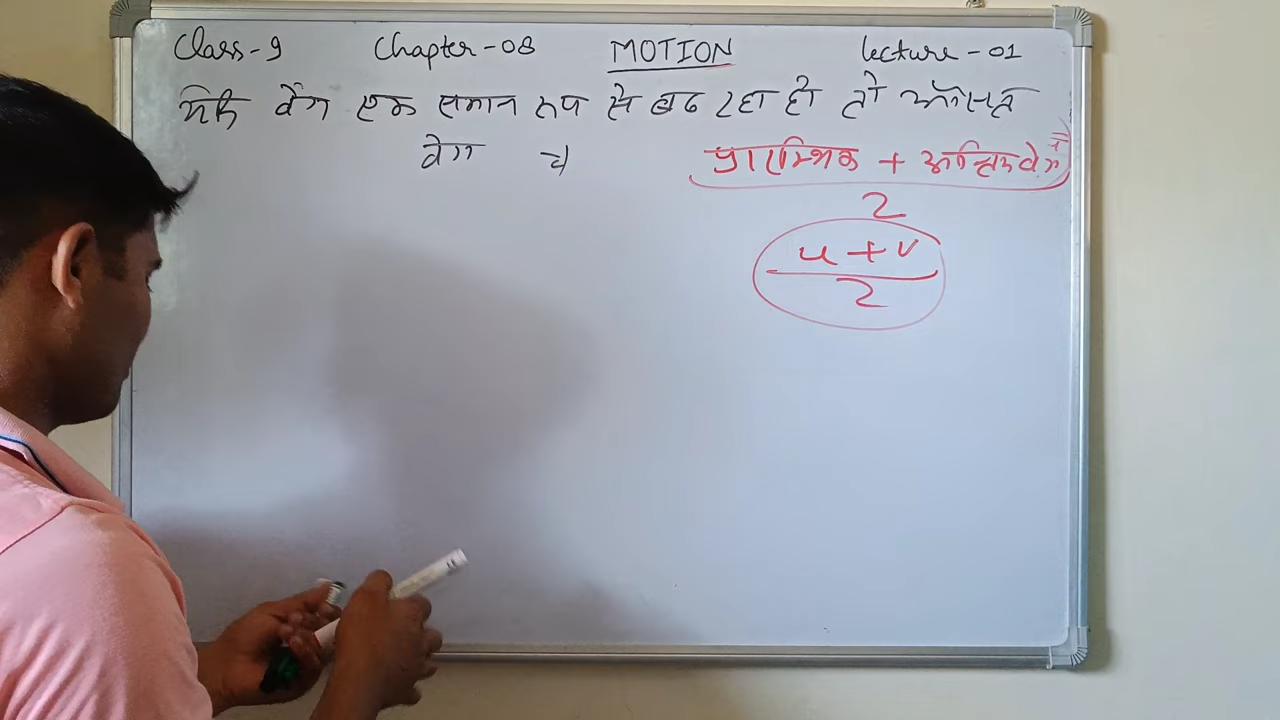 Class-9 Chapter-08 MOTION lecture-01
यदि वेग एक समान रूप से बढ रहा हो तो औसत
वेग = प्रारम्भिक + अन्तिम वेग
2
u + v
2